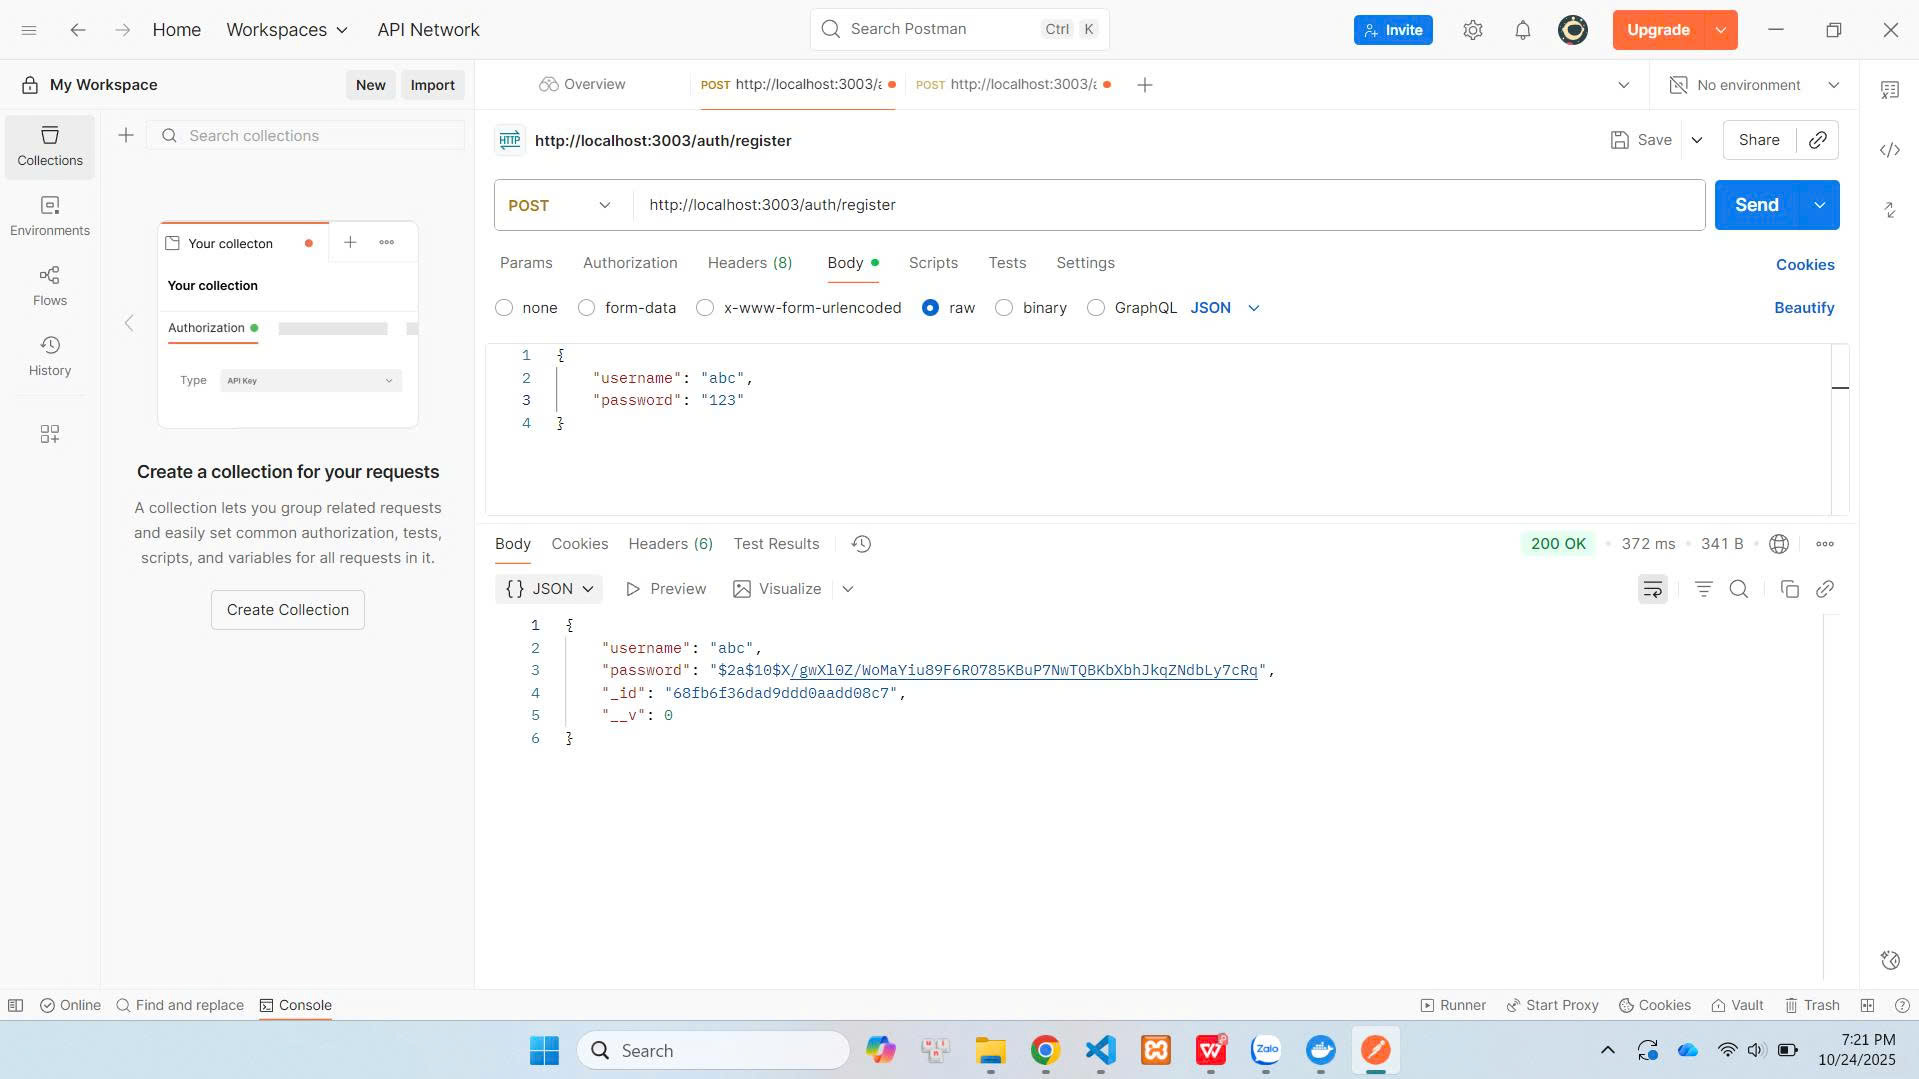 Home
Workspaces
API Network
Search Postman
Ctrl K
Invite
Upgrade
My Workspace
New
Import
Overview
POST http://localhost:3003/a
POST http://localhost:3003/a
No environment
Collections
Environments
Flows
History
Search collections
Your collecton
Your collection
Authorization
Type
API Key
Create a collection for your requests
A collection lets you group related requests
and easily set common authorization, tests,
scripts, and variables for all requests in it.
Create Collection
HTTP
http://localhost:3003/auth/register
Save
Share
POST
http://localhost:3003/auth/register
Send
Params
Authorization
Headers (8)
Body
Scripts
Tests
Settings
Cookies
none
form-data
x-www-form-urlencoded
raw
binary
GraphQL
JSON
Beautify
1 {
2 "username": "abc",
3 "password": "123"
4 }
Body
Cookies
Headers (6)
Test Results
200 OK
372 ms
341 B
{} JSON
Preview
Visualize
1 {
2 "username": "abc",
3 "password": "$2a$10$X/gwXl0Z/WoMaYiu89F6RO785KBuP7NwTQBKbXbhJkqZNdbLy7cRq",
4 "_id": "68fb6f36dad9ddd0aadd08c7",
5 "__v": 0
6 }
Online
Find and replace
Console
Runner
Start Proxy
Cookies
Vault
Trash
Search
Zalo
7:21 PM
10/24/2025